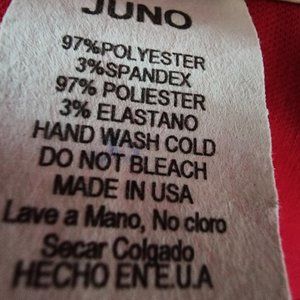 JUNO
97%POLYESTER
3%SPANDEX
97% POLIESTER
3% ELASTANO
HAND WASH COLD
DO NOT BLEACH
MADE IN USA
Lave a Mano, No cloro
Secar Colgado
HECHO EN E.U.A